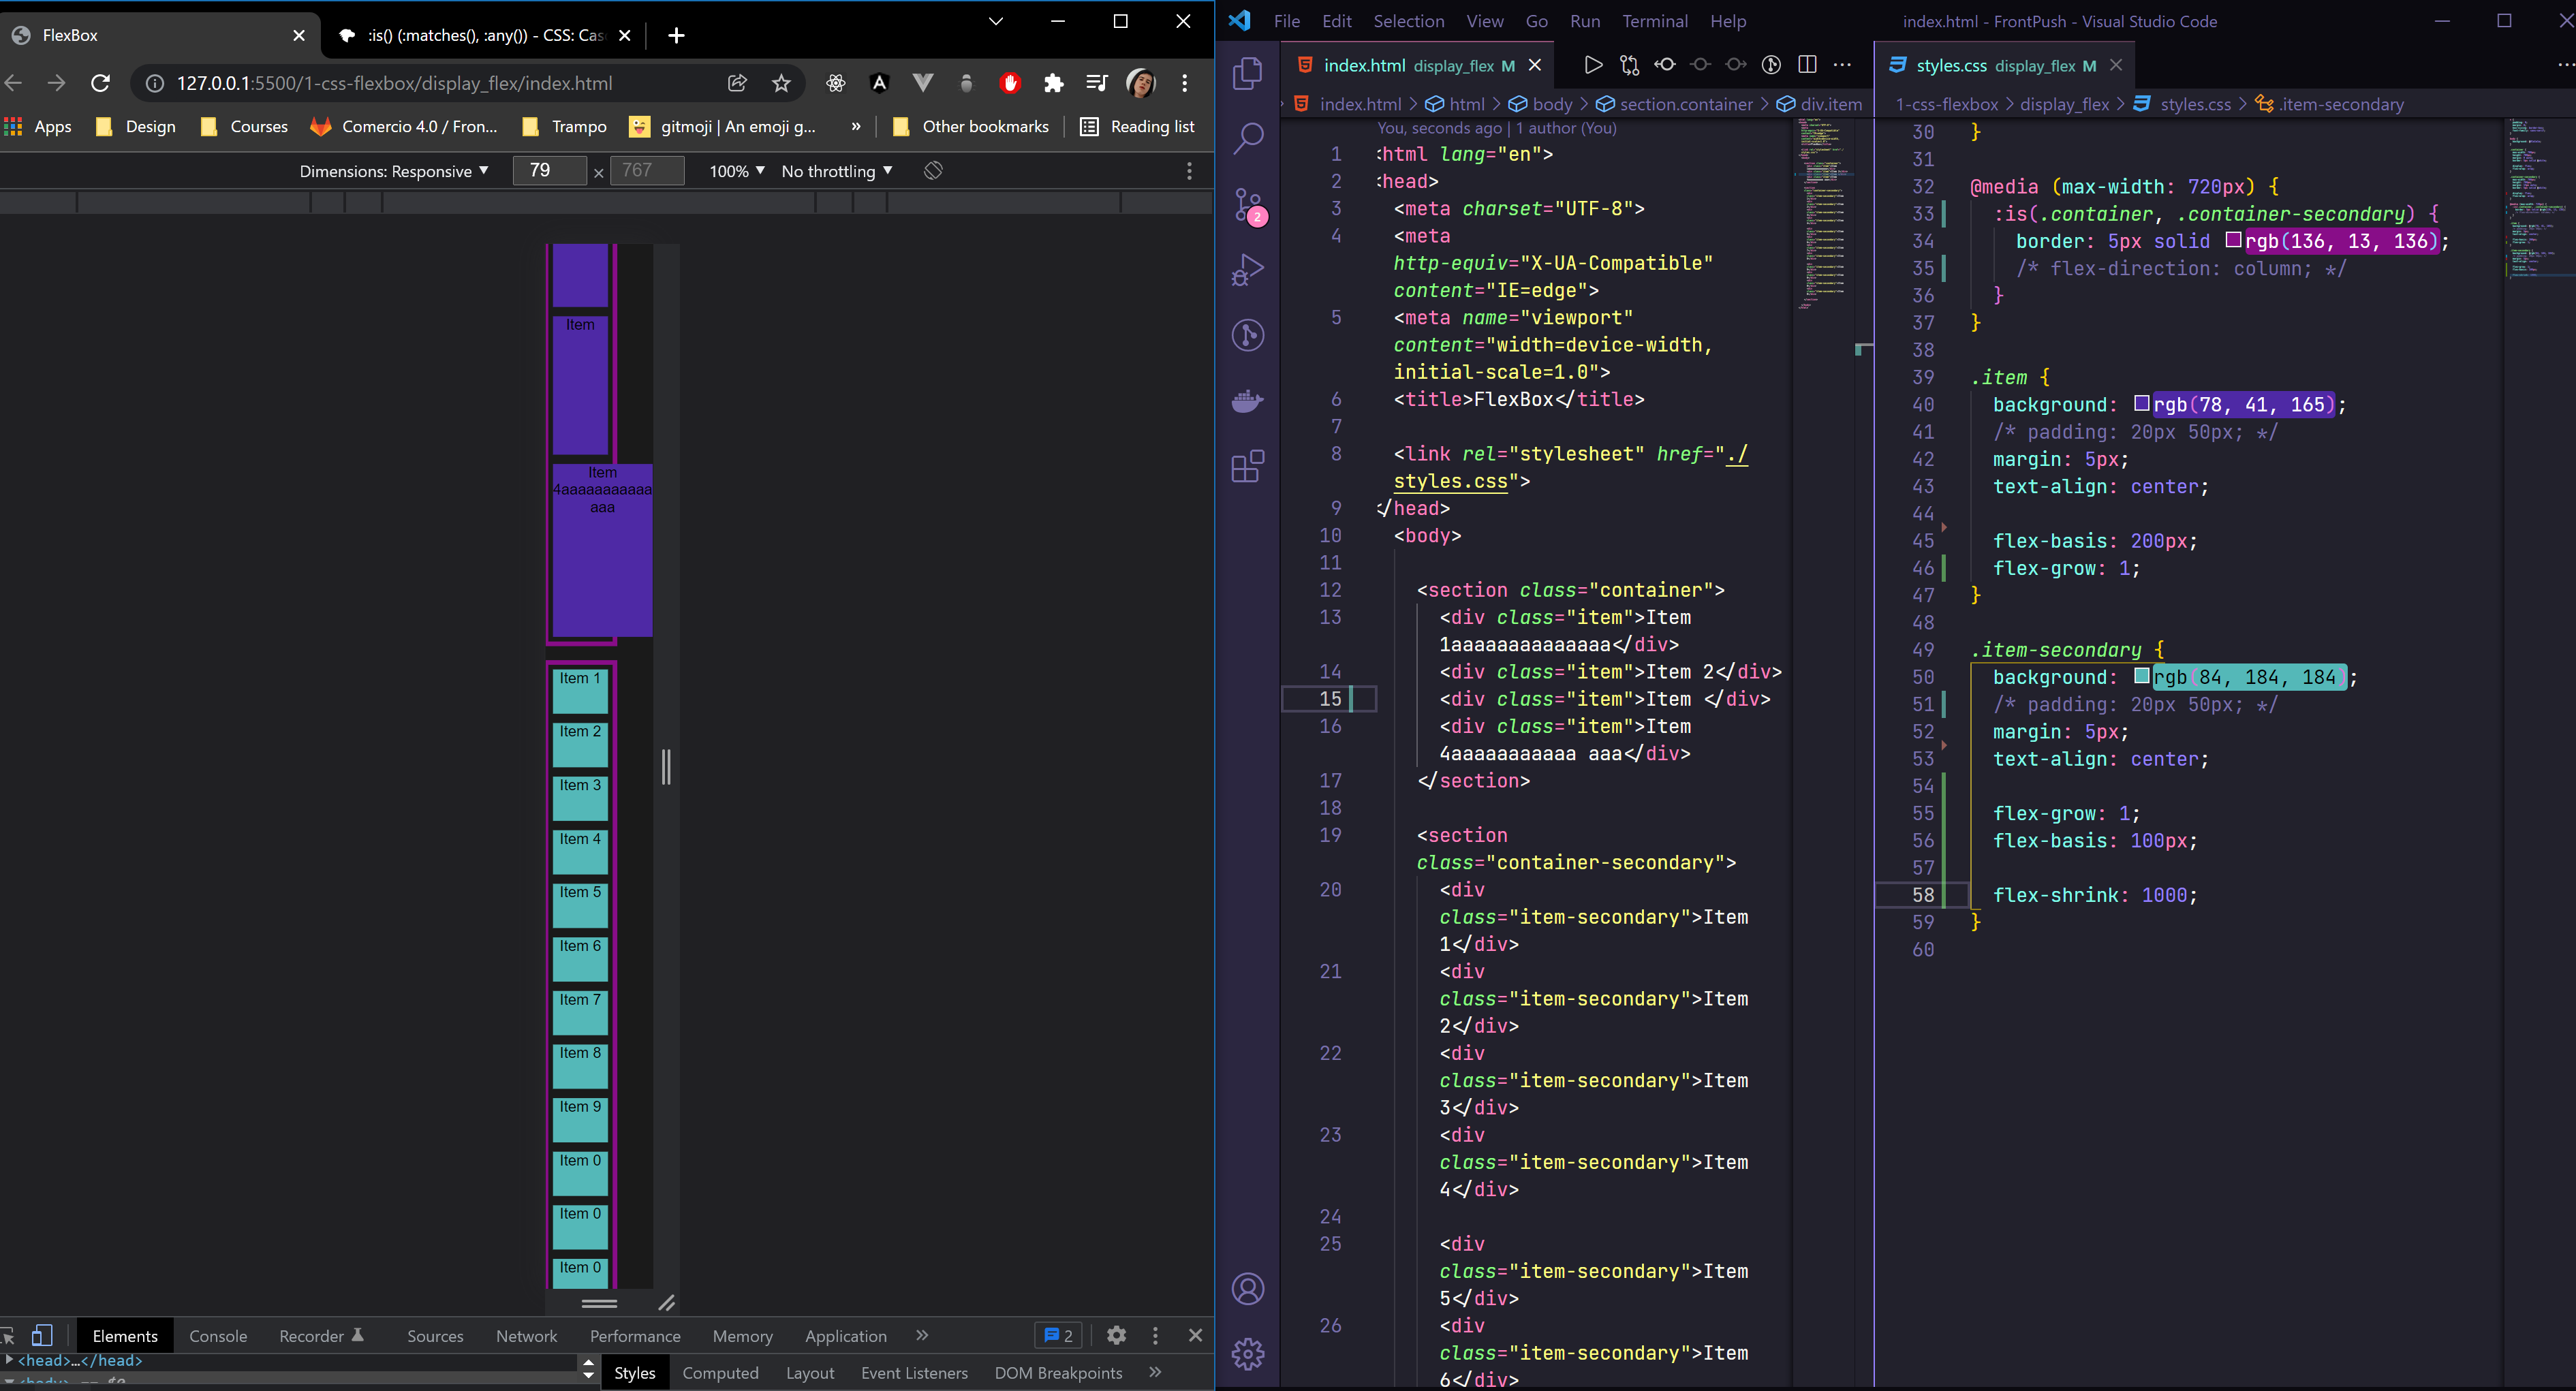 FlexBox
:is() (:matches(), :any()) - CSS: Cas
127.0.0.1:5500/1-css-flexbox/display_flex/index.html
Apps Design Courses Comercio 4.0 / Fron... Trampo gitmoji | An emoji g... » Other bookmarks Reading list
Dimensions: Responsive 79 × 767 100% No throttling
Item
Item
4aaaaaaaaaaa
aaa
Item 1
Item 2
Item 3
Item 4
Item 5
Item 6
Item 7
Item 8
Item 9
Item 0
Item 0
Item 0
Elements Console Recorder Sources Network Performance Memory Application » 2
<head>…</head>
Styles Computed Layout Event Listeners DOM Breakpoints »
File Edit Selection View Go Run Terminal Help index.html - FrontPush - Visual Studio Code
index.html display_flex M
index.html > html > body > section.container > div.item
2
You, seconds ago | 1 author (You)
1 <html lang="en">
2 <head>
3 <meta charset="UTF-8">
4 <meta
http-equiv="X-UA-Compatible"
content="IE=edge">
5 <meta name="viewport"
content="width=device-width,
initial-scale=1.0">
6 <title>FlexBox</title>
7
8 <link rel="stylesheet" href="./
styles.css">
9 </head>
10 <body>
11
12 <section class="container">
13 <div class="item">Item
1aaaaaaaaaaaaaa</div>
14 <div class="item">Item 2</div>
15 <div class="item">Item </div>
16 <div class="item">Item
4aaaaaaaaaaa aaa</div>
17 </section>
18
19 <section
class="container-secondary">
20 <div
class="item-secondary">Item
1</div>
21 <div
class="item-secondary">Item
2</div>
22 <div
class="item-secondary">Item
3</div>
23 <div
class="item-secondary">Item
4</div>
24
25 <div
class="item-secondary">Item
5</div>
26 <div
class="item-secondary">Item
6</div>
styles.css display_flex M
1-css-flexbox > display_flex > styles.css > .item-secondary
30 }
31
32 @media (max-width: 720px) {
33 :is(.container, .container-secondary) {
34 border: 5px solid rgb(136, 13, 136);
35 /* flex-direction: column; */
36 }
37 }
38
39 .item {
40 background: rgb(78, 41, 165);
41 /* padding: 20px 50px; */
42 margin: 5px;
43 text-align: center;
44
45 flex-basis: 200px;
46 flex-grow: 1;
47 }
48
49 .item-secondary {
50 background: rgb(84, 184, 184);
51 /* padding: 20px 50px; */
52 margin: 5px;
53 text-align: center;
54
55 flex-grow: 1;
56 flex-basis: 100px;
57
58 flex-shrink: 1000;
59 }
60